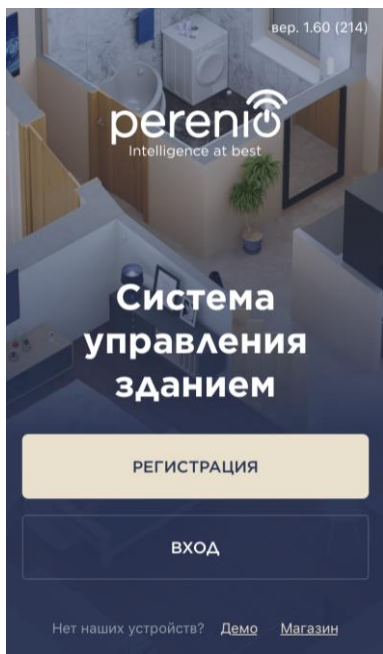 вер. 1.60 (214)
perenio
Intelligence at best
Система
управления
зданием
РЕГИСТРАЦИЯ
ВХОД
Нет наших устройств? Демо Магазин